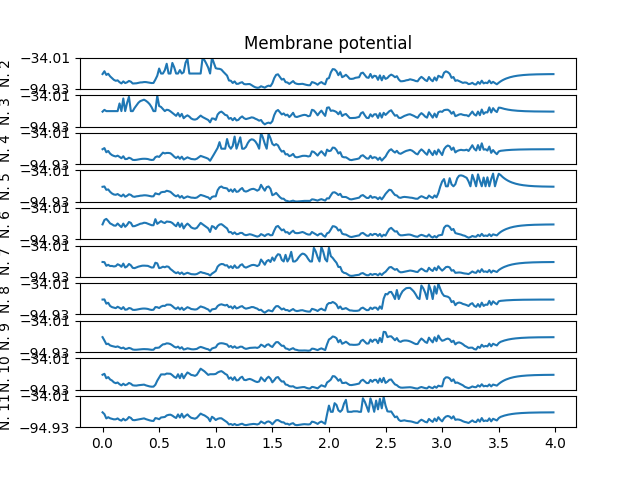 Membrane potential
−34.01
−94.93
N. 2
−34.01
−94.93
N. 3
−34.01
−94.93
N. 4
−34.01
−94.93
N. 5
−34.01
−94.93
N. 6
−34.01
−94.93
N. 7
−34.01
−94.93
N. 8
−34.01
−94.93
N. 9
−34.01
−94.93
N. 10
−34.01
−94.93
N. 11
0.0 0.5 1.0 1.5 2.0 2.5 3.0 3.5 4.0